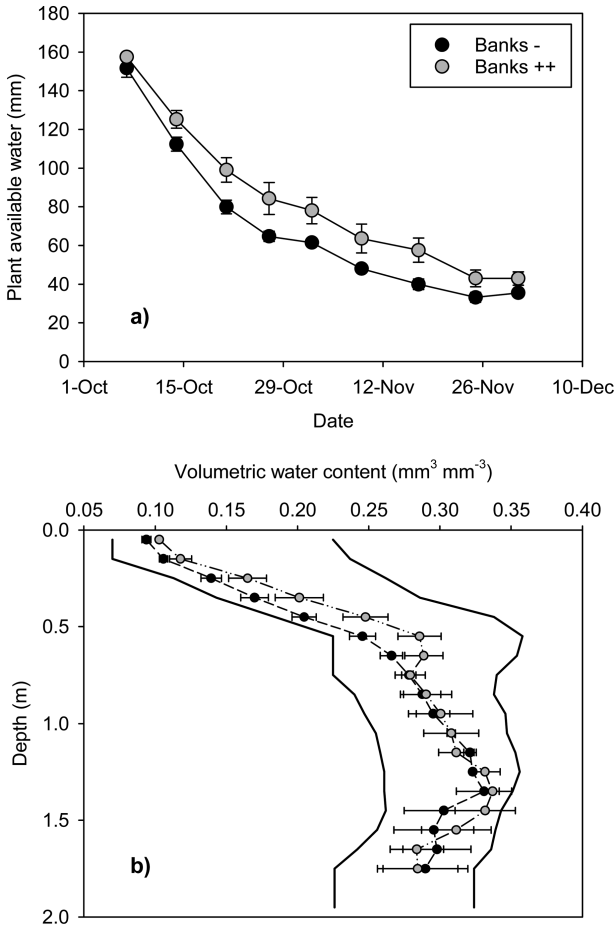 180
160
140
120
100
80
60
40
20
0
Plant available water (mm)
Banks -
Banks ++
a)
1-Oct 15-Oct 29-Oct 12-Nov 26-Nov 10-Dec
Date
Volumetric water content (mm³ mm⁻³)
0.05 0.10 0.15 0.20 0.25 0.30 0.35 0.40
0.0
0.5
1.0
1.5
2.0
Depth (m)
b)